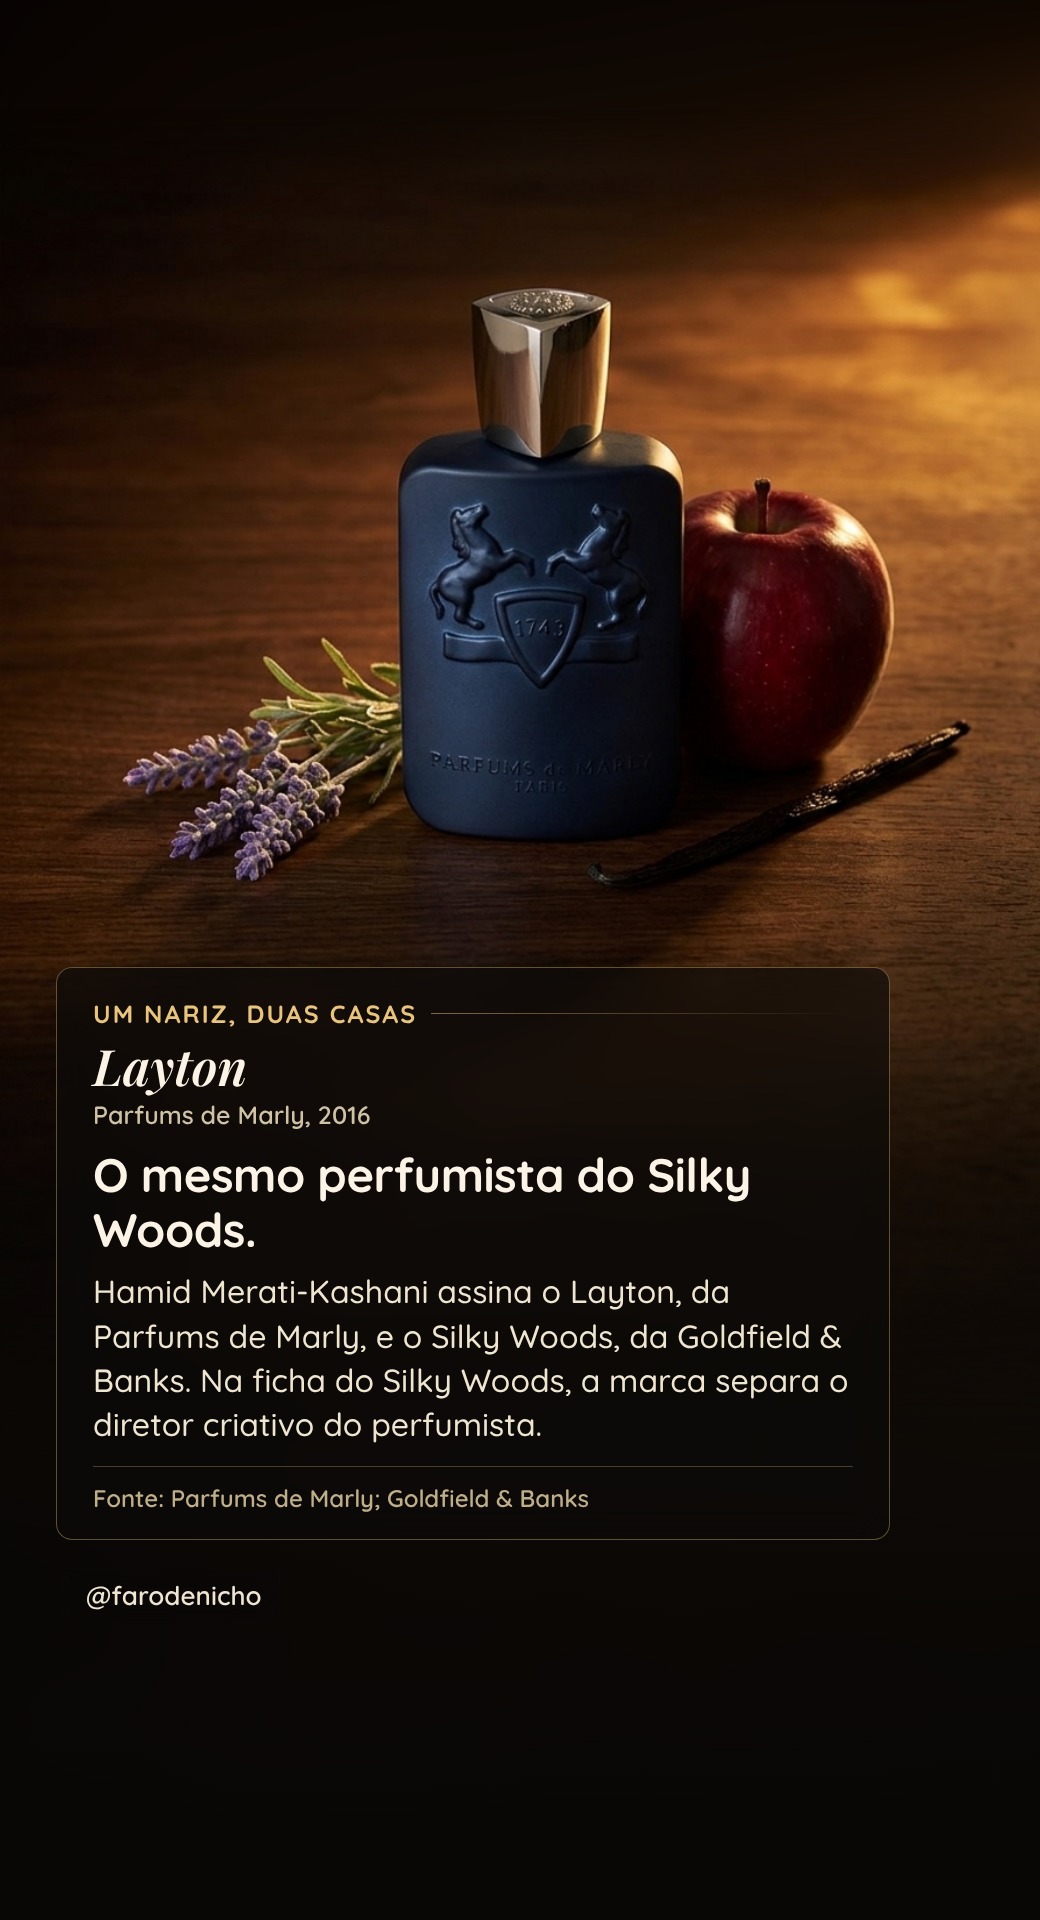 1743
PARFUMS de MARLY
PARIS
UM NARIZ, DUAS CASAS
Layton
Parfums de Marly, 2016
O mesmo perfumista do Silky
Woods.
Hamid Merati-Kashani assina o Layton, da
Parfums de Marly, e o Silky Woods, da Goldfield &
Banks. Na ficha do Silky Woods, a marca separa o
diretor criativo do perfumista.
Fonte: Parfums de Marly; Goldfield & Banks
@farodenicho